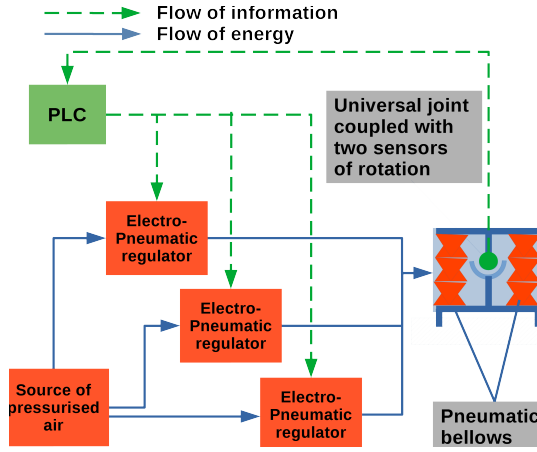 Flow of information
Flow of energy
PLC
Universal joint
coupled with
two sensors
of rotation
Electro-
Pneumatic
regulator
Electro-
Pneumatic
regulator
Electro-
Pneumatic
regulator
Source of
pressurised
air
Pneumatic
bellows